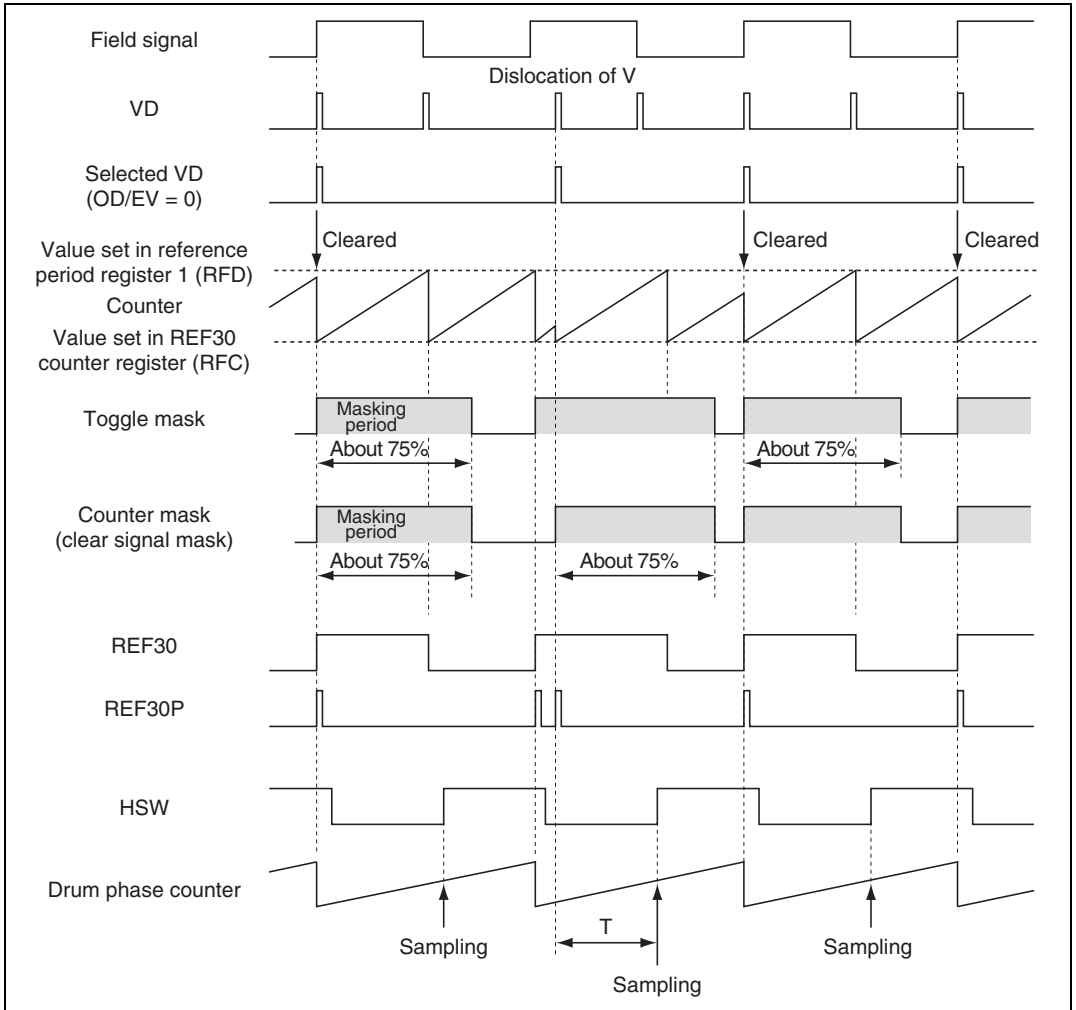 Field signal
Dislocation of V
VD
Selected VD
(OD/EV = 0)
Cleared
Cleared
Cleared
Value set in reference
period register 1 (RFD)
Counter
Value set in REF30
counter register (RFC)
Toggle mask
Masking
period
About 75%
About 75%
Counter mask
(clear signal mask)
Masking
period
About 75%
About 75%
REF30
REF30P
HSW
Drum phase counter
T
Sampling
Sampling
Sampling